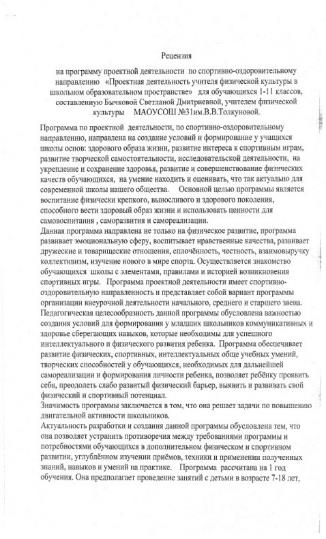 Рецензия
на программу проектной деятельности по спортивно-оздоровительному
направлению «Проектная деятельность учителя физической культуры в
школьном образовательном пространстве» для обучающихся 1-11 классов,
составленную Бычковой Светланой Дмитриевной, учителем физической
культуры МАОУСОШ №31им.В.В.Толкуновой.
Программа по проектной деятельности, по спортивно-оздоровительному
направлению, направлена на создание условий и формирование у учащихся
школы основ здорового образа жизни, развитие интереса к спортивным играм,
развитие творческой самостоятельности, исследовательской деятельности, на
укрепление и сохранение здоровья, развитие и совершенствование физических
качеств обучающихся, на умение находить и оценивать, что так актуально для
современной школы нашего общества. Основной целью программы является
воспитание физически крепкого, выносливого и здорового поколения,
способного вести здоровый образ жизни и использовать ценности для
самовоспитания , саморазвития и самореализации.
Данная программа направлена не только на физическое развитие, программа
развивает эмоциональную сферу, воспитывает нравственные качества, развивает
дружеские и товарищеские отношения, сплочённость, честность, взаимовыручку
коллективизм, изучение нового в мире спорта. Осуществляется знакомство
обучающихся школы с элементами, правилами и историей возникновения
спортивных игры. Программа проектной деятельности имеет спортивно-
оздоровительную направленность и представляет собой вариант программы
организации внеурочной деятельности начального, среднего и старшего звена.
Педагогическая целесообразность данной программы обусловлена важностью
создания условий для формирования у младших школьников коммуникативных и
здоровье сберегающих навыков, которые необходимы для успешного
интеллектуального и физического развития ребенка. Программа обеспечивает
развитие физических, спортивных, интеллектуальных обще учебных умений,
творческих способностей у обучающихся, необходимых для дальнейшей
самореализации и формирования личности ребенка, позволяет ребёнку проявить
себя, преодолеть слабо развитый физический барьер, выявить и развивать свой
физический и спортивный потенциал.
Значимость программы заключается в том, что она решает задачи по повышению
двигательной активности школьников.
Актуальность разработки и создания данной программы обусловлена тем, что
она позволяет устранить противоречия между требованиями программы и
потребностями обучающихся в дополнительном физическом и спортивном
развитии, углублённом изучении приёмов, техники и применении полученных
знаний, навыков и умений на практике. Программа рассчитана на 1 год
обучения. Она предполагает проведение занятий с детьми в возрасте 7-18 лет,